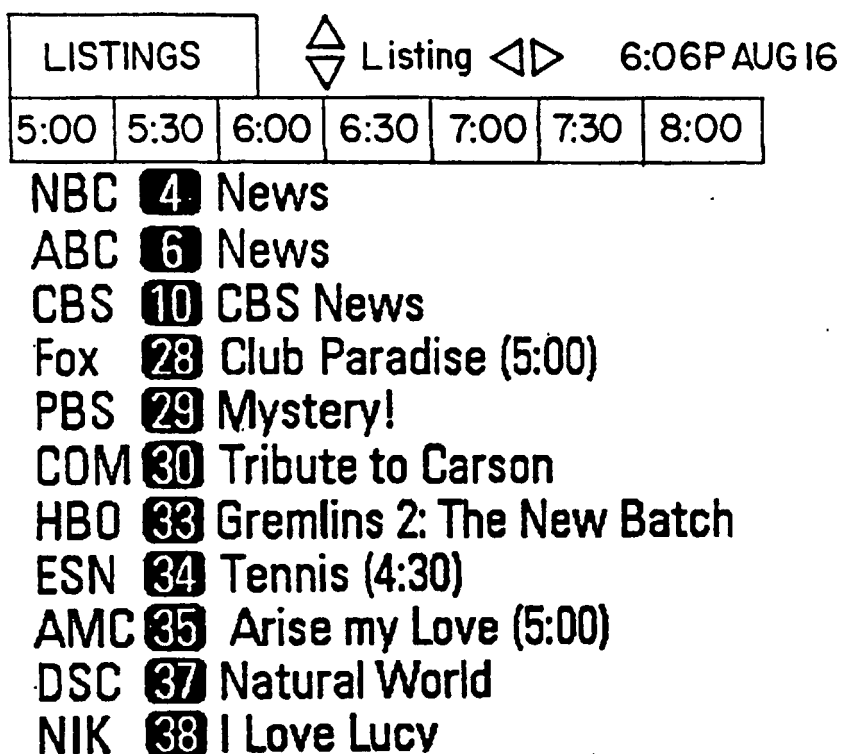 LISTINGS △▽ Listing ◁▷ 6:06P AUG 16
5:00 5:30 6:00 6:30 7:00 7:30 8:00
NBC 4 News
ABC 6 News
CBS 10 CBS News
Fox 28 Club Paradise (5:00)
PBS 29 Mystery!
COM 30 Tribute to Carson
HBO 33 Gremlins 2: The New Batch
ESN 34 Tennis (4:30)
AMC 35 Arise my Love (5:00)
DSC 37 Natural World
NIK 38 I Love Lucy